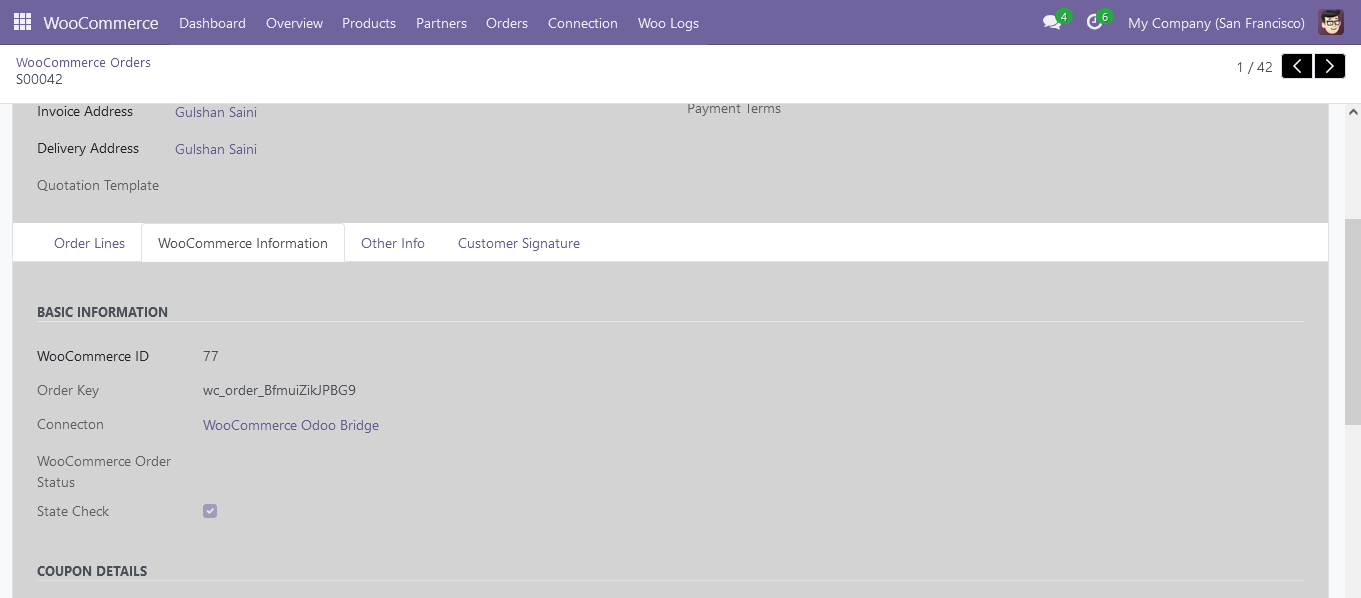 WooCommerce Dashboard Overview Products Partners Orders Connection Woo Logs 4 6 My Company (San Francisco)
WooCommerce Orders
S00042
1 / 42
Invoice Address Gulshan Saini Payment Terms
Delivery Address Gulshan Saini
Quotation Template
Order Lines WooCommerce Information Other Info Customer Signature
BASIC INFORMATION
WooCommerce ID 77
Order Key wc_order_BfmuiZikJPBG9
Connecton WooCommerce Odoo Bridge
WooCommerce Order
Status
State Check
COUPON DETAILS